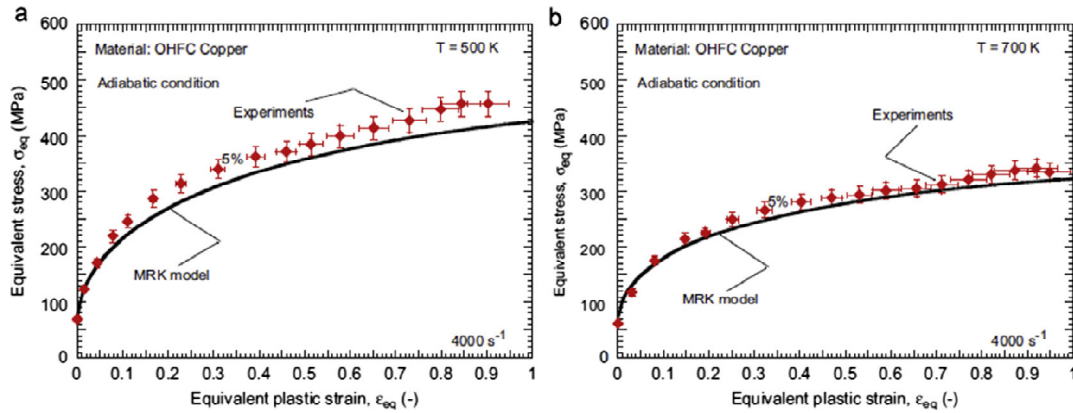 a
600
500
400
300
200
100
0
Equivalent stress, σeq (MPa)
Material: OHFC Copper
T = 500 K
Adiabatic condition
Experiments
5%
MRK model
4000 s-1
0 0.1 0.2 0.3 0.4 0.5 0.6 0.7 0.8 0.9 1
Equivalent plastic strain, εeq (-)
b
600
500
400
300
200
100
0
Equivalent stress, σeq (MPa)
Material: OHFC Copper
T = 700 K
Adiabatic condition
Experiments
5%
MRK model
4000 s-1
0 0.1 0.2 0.3 0.4 0.5 0.6 0.7 0.8 0.9 1
Equivalent plastic strain, εeq (-)